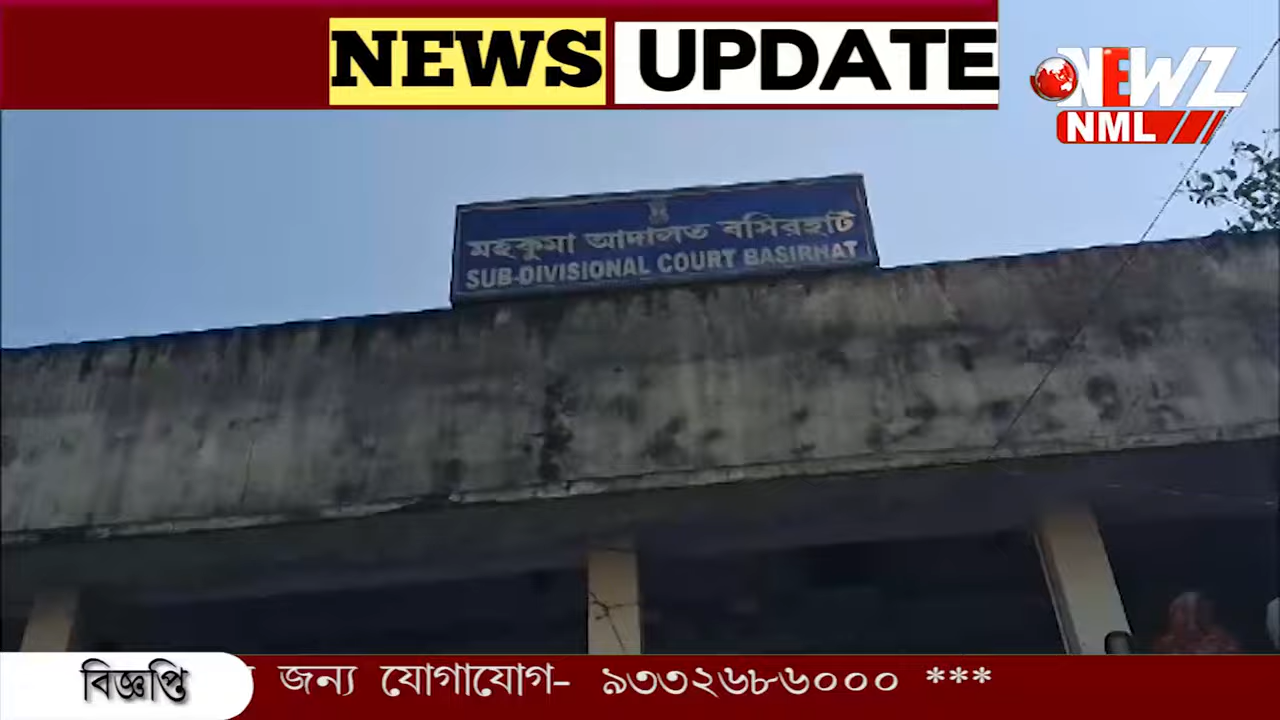 NEWS UPDATE
NEWZ
NML
মহকুমা আদালত বসিরহাট
SUB-DIVISIONAL COURT BASIRHAT
বিজ্ঞপ্তি
জন্য যোগাযোগ- ৯৩৩২৬৮৬০০০ ***